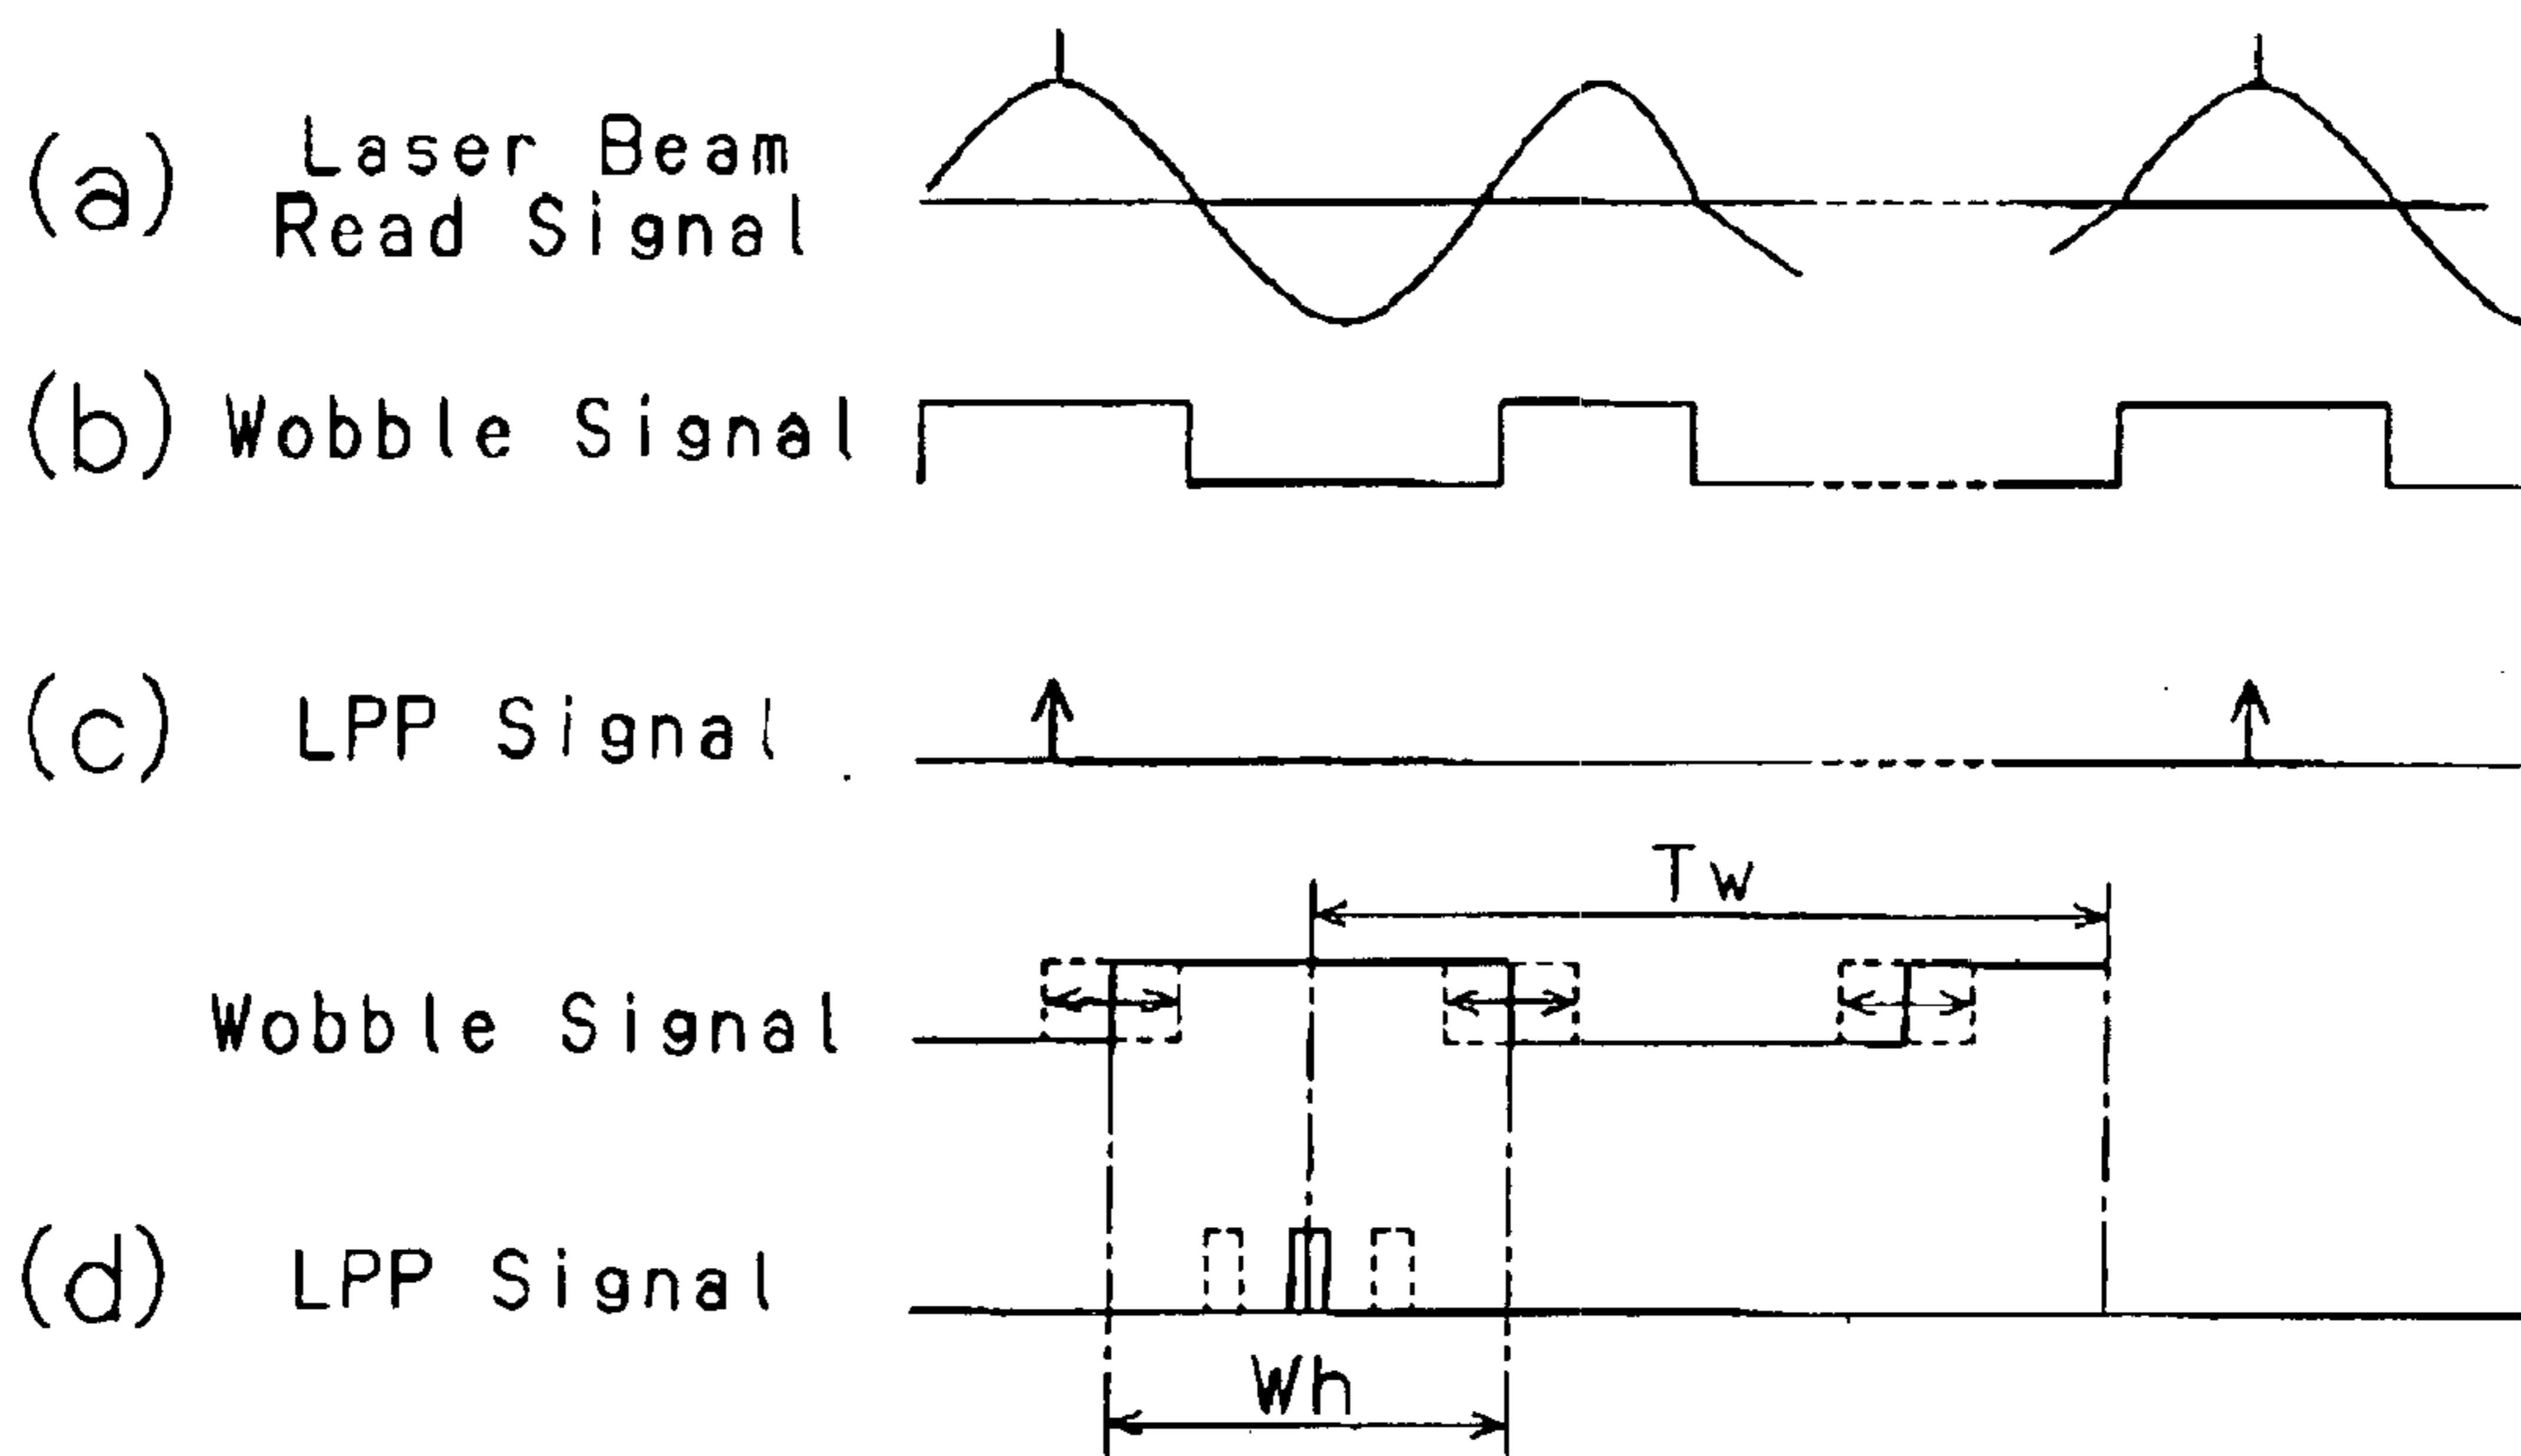 (a) Laser Beam
Read Signal
(b) Wobble Signal
(c) LPP Signal
Tw
Wobble Signal
(d) LPP Signal
Wh